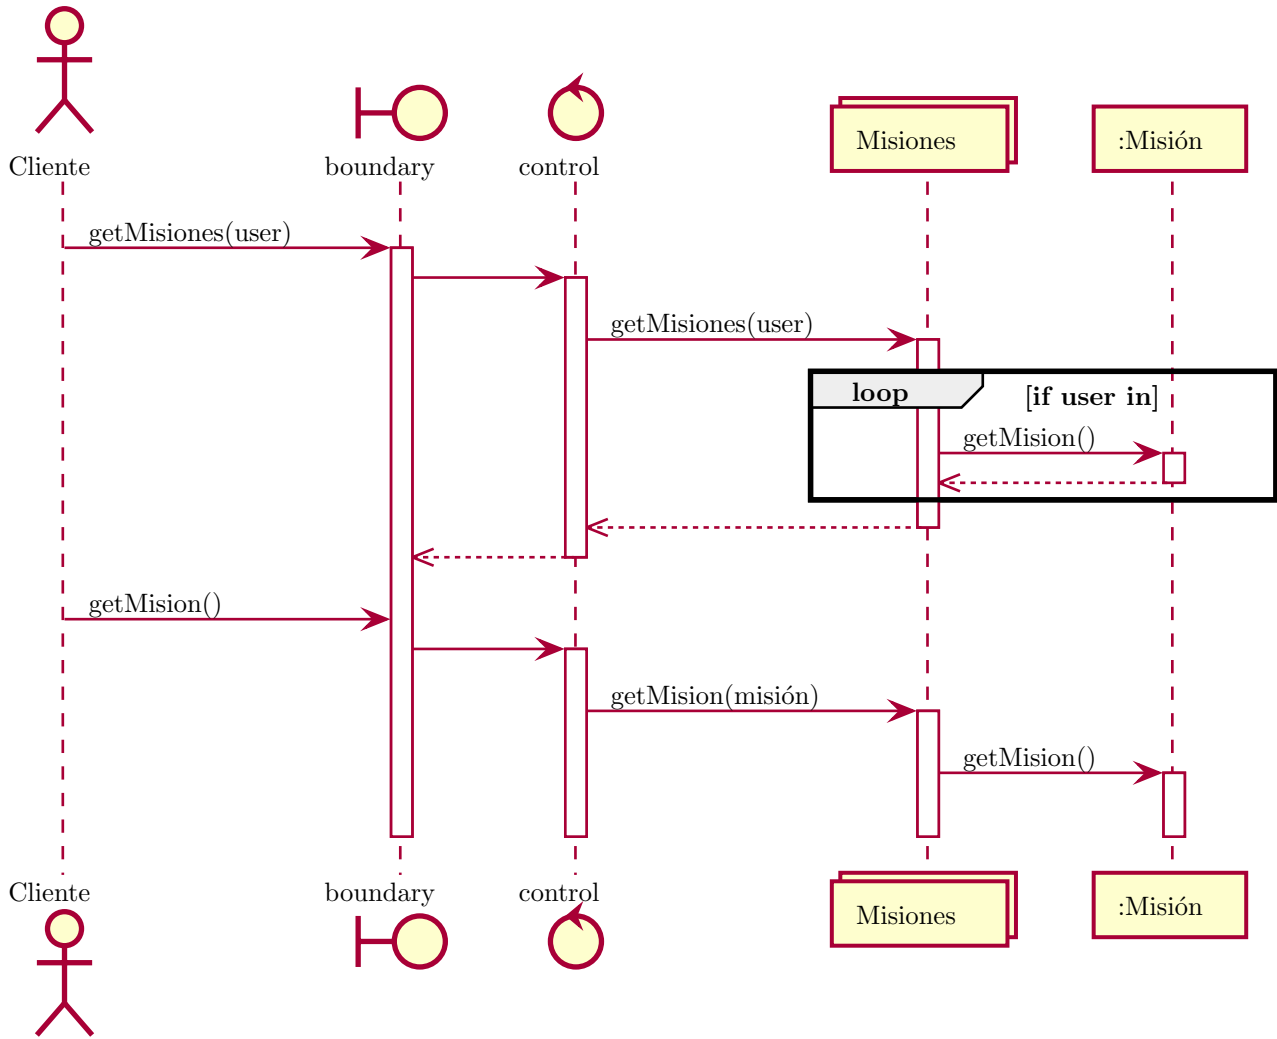 Cliente
boundary
control
Misiones
:Misión
getMisiones(user)
getMisiones(user)
loop
[if user in]
getMision()
getMision()
getMision(misión)
getMision()
Cliente
boundary
control
Misiones
:Misión